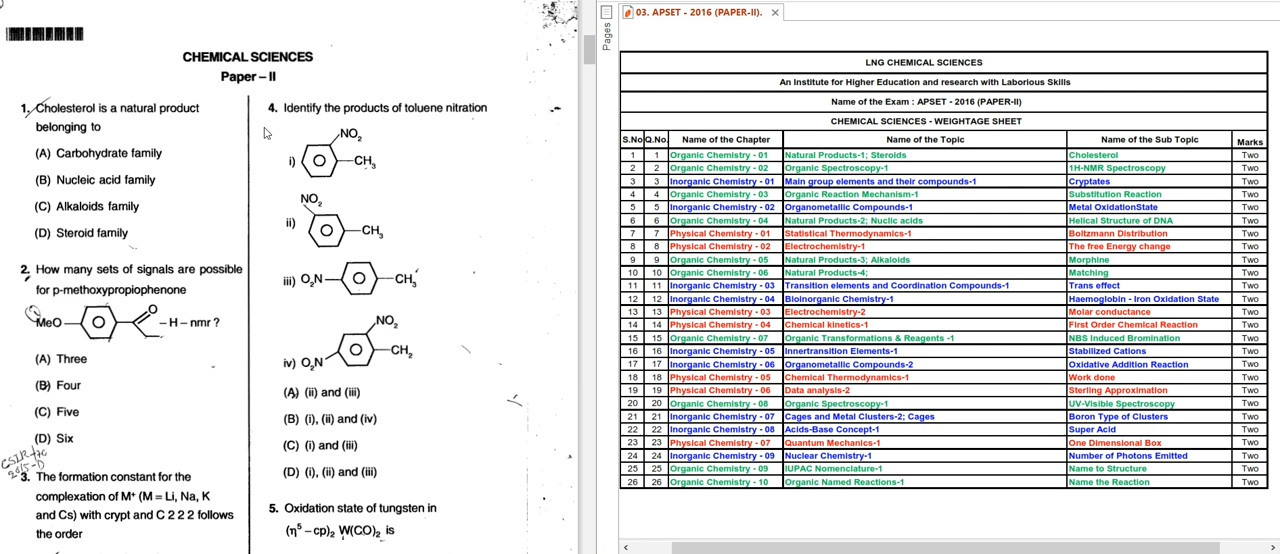 CHEMICAL SCIENCES
Paper – II
1. Cholesterol is a natural product
belonging to
(A) Carbohydrate family
(B) Nucleic acid family
(C) Alkaloids family
(D) Steroid family
2. How many sets of signals are possible
for p-methoxypropiophenone
MeO O – H – nmr ?
(A) Three
(B) Four
(C) Five
(D) Six
3. The formation constant for the
complexation of M⁺ (M = Li, Na, K
and Cs) with crypt and C 2 2 2 follows
the order
4. Identify the products of toluene nitration
NO₂
i) CH₃
NO₂
ii) CH₃
iii) O₂N CH₃
NO₂
CH₂
iv) O₂N
(A) (ii) and (iii)
(B) (i), (ii) and (iv)
(C) (i) and (iii)
(D) (i), (ii) and (iii)
5. Oxidation state of tungsten in
(η⁵ – cp)₂ W(CO)₂ is
Pages
03. APSET - 2016 (PAPER-II).
LNG CHEMICAL SCIENCES
An Institute for Higher Education and research with Laborious Skills
Name of the Exam : APSET - 2016 (PAPER-II)
CHEMICAL SCIENCES - WEIGHTAGE SHEET
S.No Q.No. Name of the Chapter Name of the Topic Name of the Sub Topic Marks
1 1 Organic Chemistry - 01 Natural Products-1; Steroids Cholesterol Two
2 2 Organic Chemistry - 02 Organic Spectroscopy-1 1H-NMR Spectroscopy Two
3 3 Inorganic Chemistry - 01 Main group elements and their compounds-1 Cryptates Two
4 4 Organic Chemistry - 03 Organic Reaction Mechanism-1 Substitution Reaction Two
5 5 Inorganic Chemistry - 02 Organometallic Compounds-1 Metal OxidationState Two
6 6 Organic Chemistry - 04 Natural Products-2; Nuclic acids Helical Structure of DNA Two
7 7 Physical Chemistry - 01 Statistical Thermodynamics-1 Boltzmann Distribution Two
8 8 Physical Chemistry - 02 Electrochemistry-1 The free Energy change Two
9 9 Organic Chemistry - 05 Natural Products-3; Alkaloids Morphine Two
10 10 Organic Chemistry - 06 Natural Products-4; Matching Two
11 11 Inorganic Chemistry - 03 Transition elements and Coordination Compounds-1 Trans effect Two
12 12 Inorganic Chemistry - 04 Bioinorganic Chemistry-1 Haemoglobin - Iron Oxidation State Two
13 13 Physical Chemistry - 03 Electrochemistry-2 Molar conductance Two
14 14 Physical Chemistry - 04 Chemical kinetics-1 First Order Chemical Reaction Two
15 15 Organic Chemistry - 07 Organic Transformations & Reagents -1 NBS Induced Bromination Two
16 16 Inorganic Chemistry - 05 Innertransition Elements-1 Stabilized Cations Two
17 17 Inorganic Chemistry - 06 Organometallic Compounds-2 Oxidative Addition Reaction Two
18 18 Physical Chemistry - 05 Chemical Thermodynamics-1 Work done Two
19 19 Physical Chemistry - 06 Data analysis-2 Sterling Approximation Two
20 20 Organic Chemistry - 08 Organic Spectroscopy-1 UV-Visible Spectroscopy Two
21 21 Inorganic Chemistry - 07 Cages and Metal Clusters-2; Cages Boron Type of Clusters Two
22 22 Inorganic Chemistry - 08 Acids-Base Concept-1 Super Acid Two
23 23 Physical Chemistry - 07 Quantum Mechanics-1 One Dimensional Box Two
24 24 Inorganic Chemistry - 09 Nuclear Chemistry-1 Number of Photons Emitted Two
25 25 Organic Chemistry - 09 IUPAC Nomenclature-1 Name to Structure Two
26 26 Organic Chemistry - 10 Organic Named Reactions-1 Name the Reaction Two